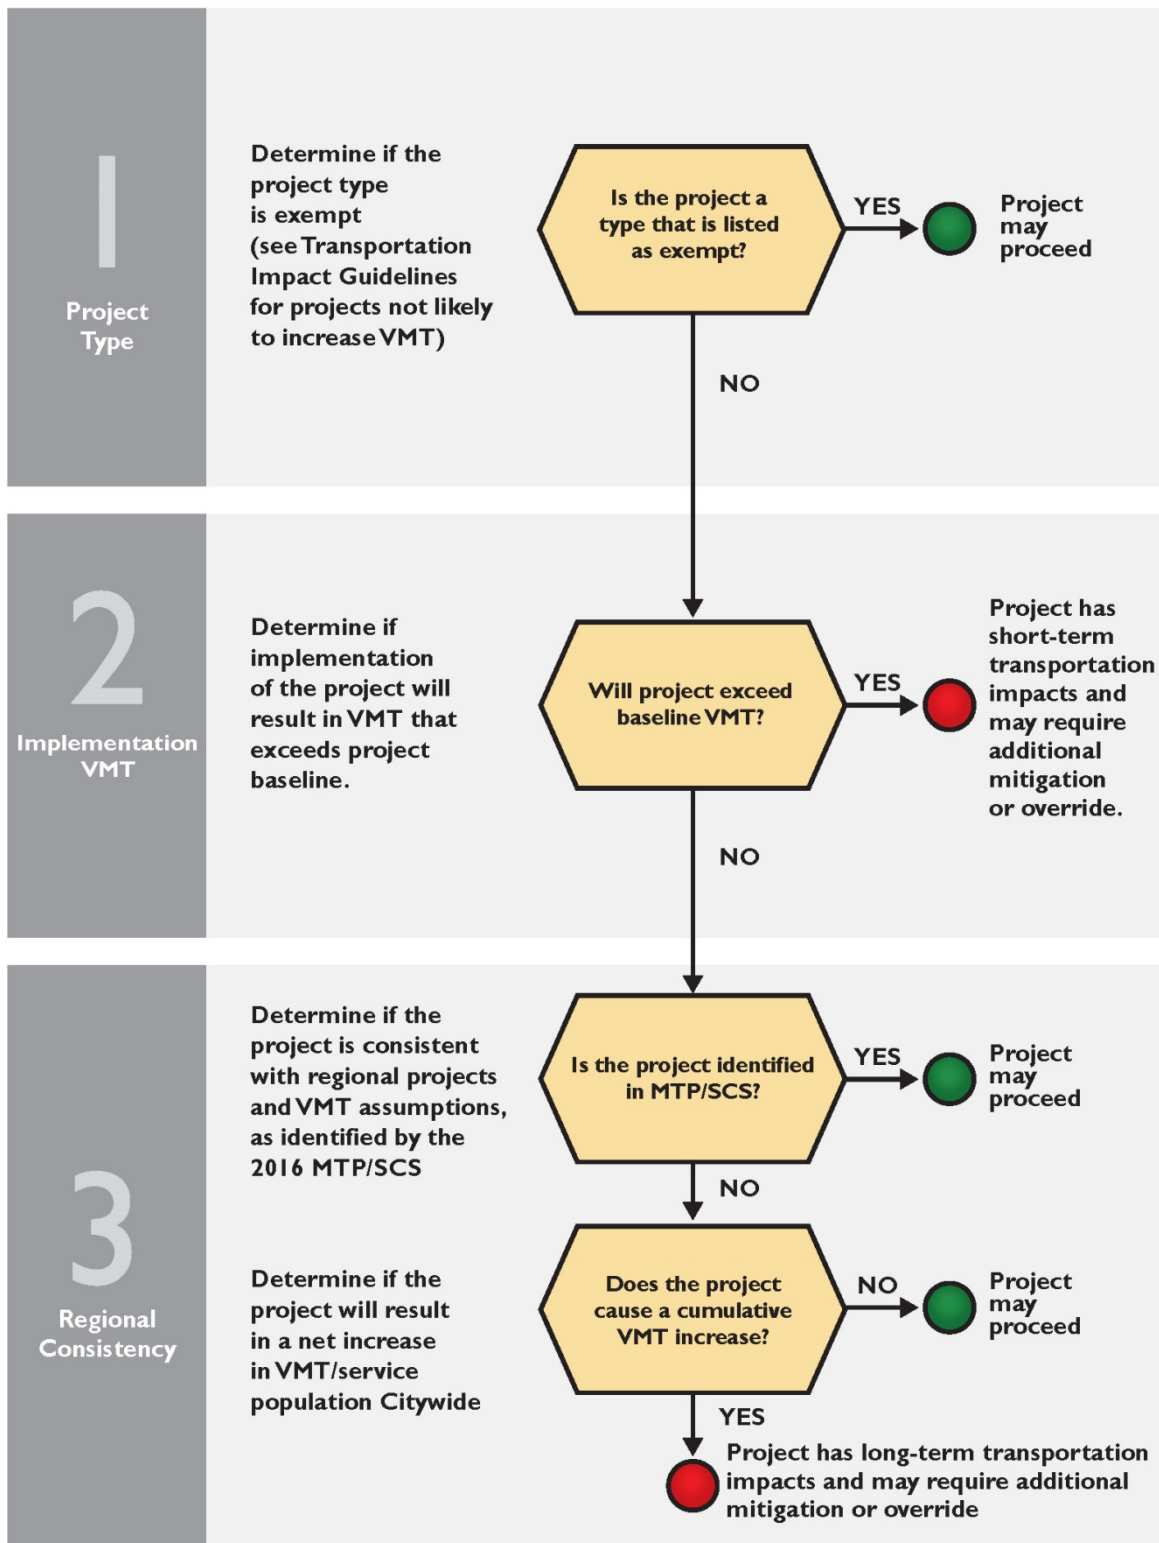 1
Project
Type
Determine if the
project type
is exempt
(see Transportation
Impact Guidelines
for projects not likely
to increase VMT)
Is the project a
type that is listed
as exempt?
YES
Project
may
proceed
NO
2
Implementation
VMT
Determine if
implementation
of the project will
result in VMT that
exceeds project
baseline.
Will project exceed
baseline VMT?
YES
Project has
short-term
transportation
impacts and
may require
additional
mitigation
or override.
NO
3
Regional
Consistency
Determine if the
project is consistent
with regional projects
and VMT assumptions,
as identified by the
2016 MTP/SCS
Is the project identified
in MTP/SCS?
YES
Project
may
proceed
NO
Determine if the
project will result
in a net increase
in VMT/service
population Citywide
Does the project
cause a cumulative
VMT increase?
NO
Project
may
proceed
YES
Project has long-term transportation
impacts and may require additional
mitigation or override